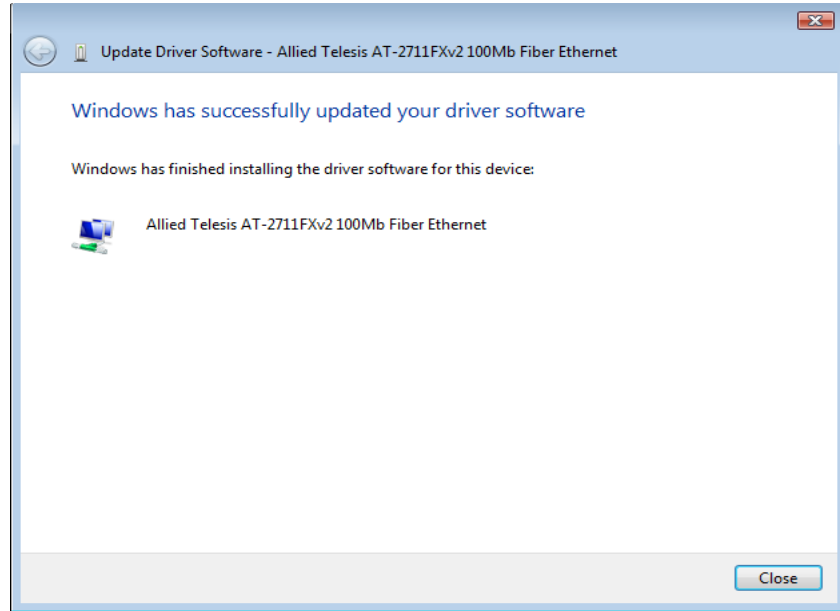 Update Driver Software - Allied Telesis AT-2711FXv2 100Mb Fiber Ethernet
Windows has successfully updated your driver software
Windows has finished installing the driver software for this device:
Allied Telesis AT-2711FXv2 100Mb Fiber Ethernet
Close